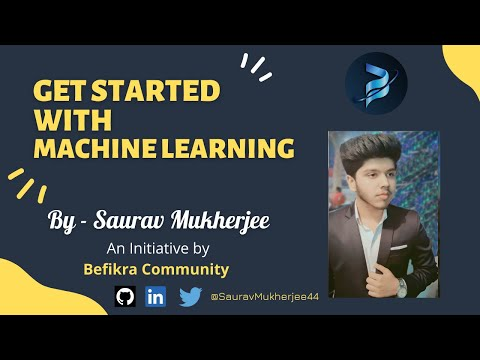 GET STARTED
WITH
MACHINE LEARNING
By - Saurav Mukherjee
An Initiative by
Befikra Community
in
@SauravMukherjee44